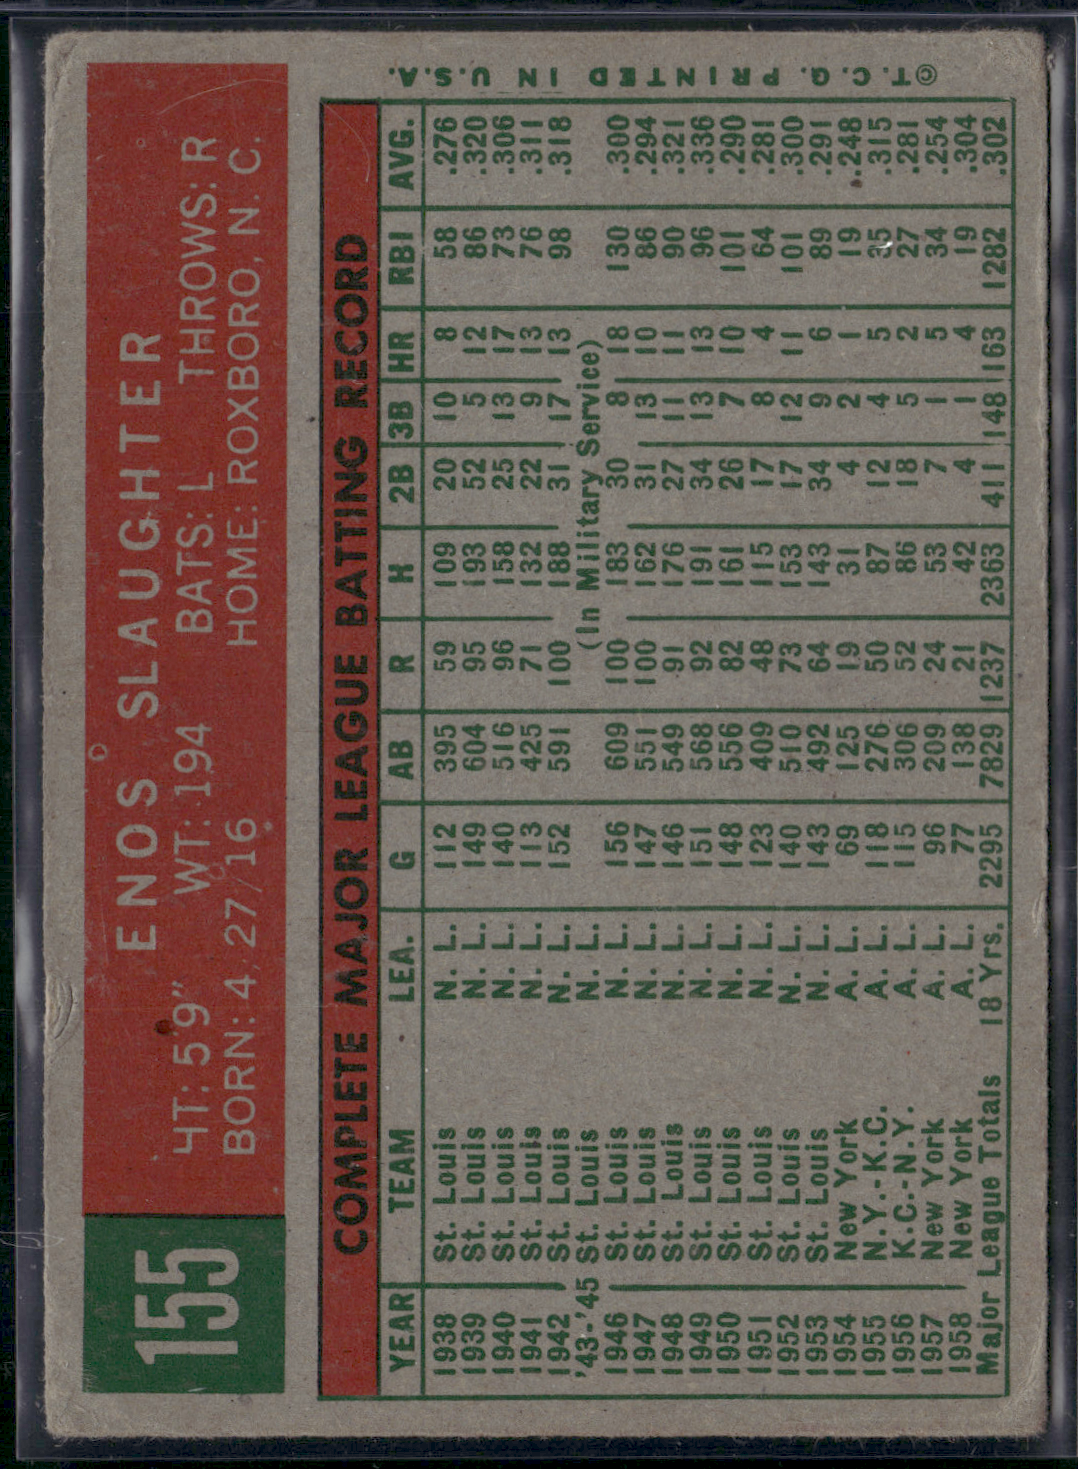 155
ENOS SLAUGHTER
HT: 5'9" WT: 194 BATS: L THROWS: R
BORN: 4/27/16 HOME: ROXBORO, N. C.
COMPLETE MAJOR LEAGUE BATTING RECORD
YEAR TEAM LEA. G AB R H 2B 3B HR RBI AVG.
1938 St. Louis N. L. 112 395 59 109 20 10 8 58 .276
1939 St. Louis N. L. 149 604 95 193 52 5 12 86 .320
1940 St. Louis N. L. 140 516 96 158 25 13 17 73 .306
1941 St. Louis N. L. 113 425 71 132 22 9 13 76 .311
1942 St. Louis N. L. 152 591 100 188 31 17 13 98 .318
'43-'45 St. Louis N. L. (In Military Service)
1946 St. Louis N. L. 156 609 100 183 30 8 18 130 .300
1947 St. Louis N. L. 147 551 100 162 31 13 10 86 .294
1948 St. Louis N. L. 146 549 91 176 27 11 11 90 .321
1949 St. Louis N. L. 151 568 92 191 34 13 13 96 .336
1950 St. Louis N. L. 148 556 82 161 26 7 10 101 .290
1951 St. Louis N. L. 123 409 48 115 17 8 4 64 .281
1952 St. Louis N. L. 140 510 73 153 17 12 11 101 .300
1953 St. Louis N. L. 143 492 64 143 34 9 6 89 .291
1954 New York A. L. 69 125 19 31 4 2 1 19 .248
1955 N.Y.-K.C. A. L. 118 276 50 87 12 4 5 35 .315
1956 K.C.-N.Y. A. L. 115 306 52 86 18 5 2 27 .281
1957 New York A. L. 96 209 24 53 7 1 5 34 .254
1958 New York A. L. 77 138 21 42 4 1 4 19 .304
Major League Totals 18 Yrs. 2295 7829 1237 2363 411 148 163 1282 .302
© T.C.G. PRINTED IN U.S.A.